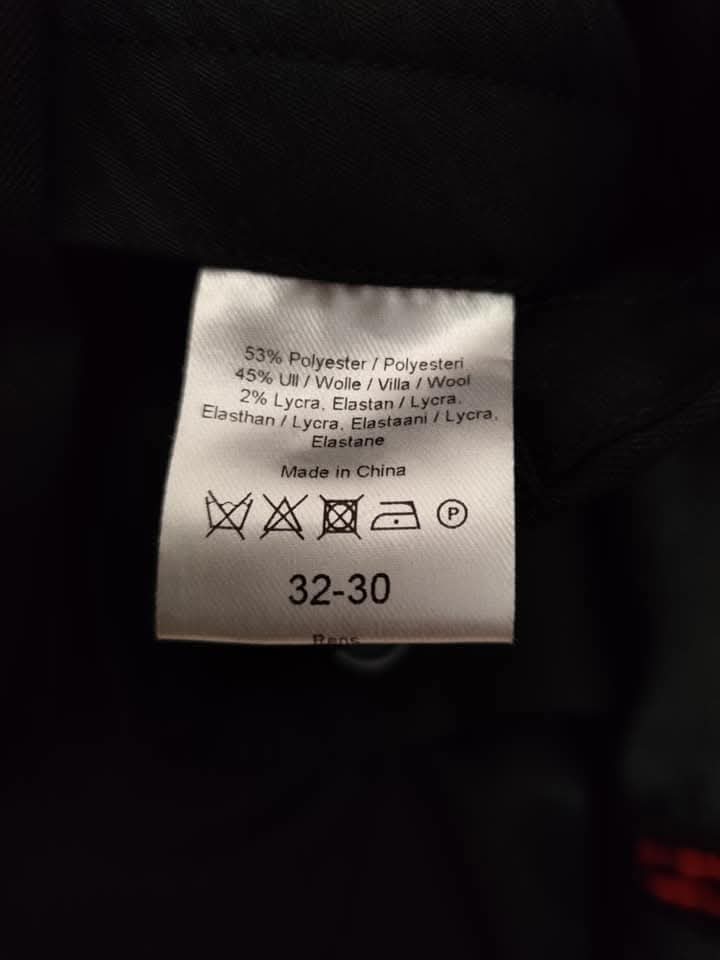 53% Polyester / Polyesteri
45% Ull / Wolle / Villa / Wool
2% Lycra, Elastan / Lycra,
Elasthan / Lycra, Elastaani / Lycra,
Elastane
Made in China
P
32-30
Rens